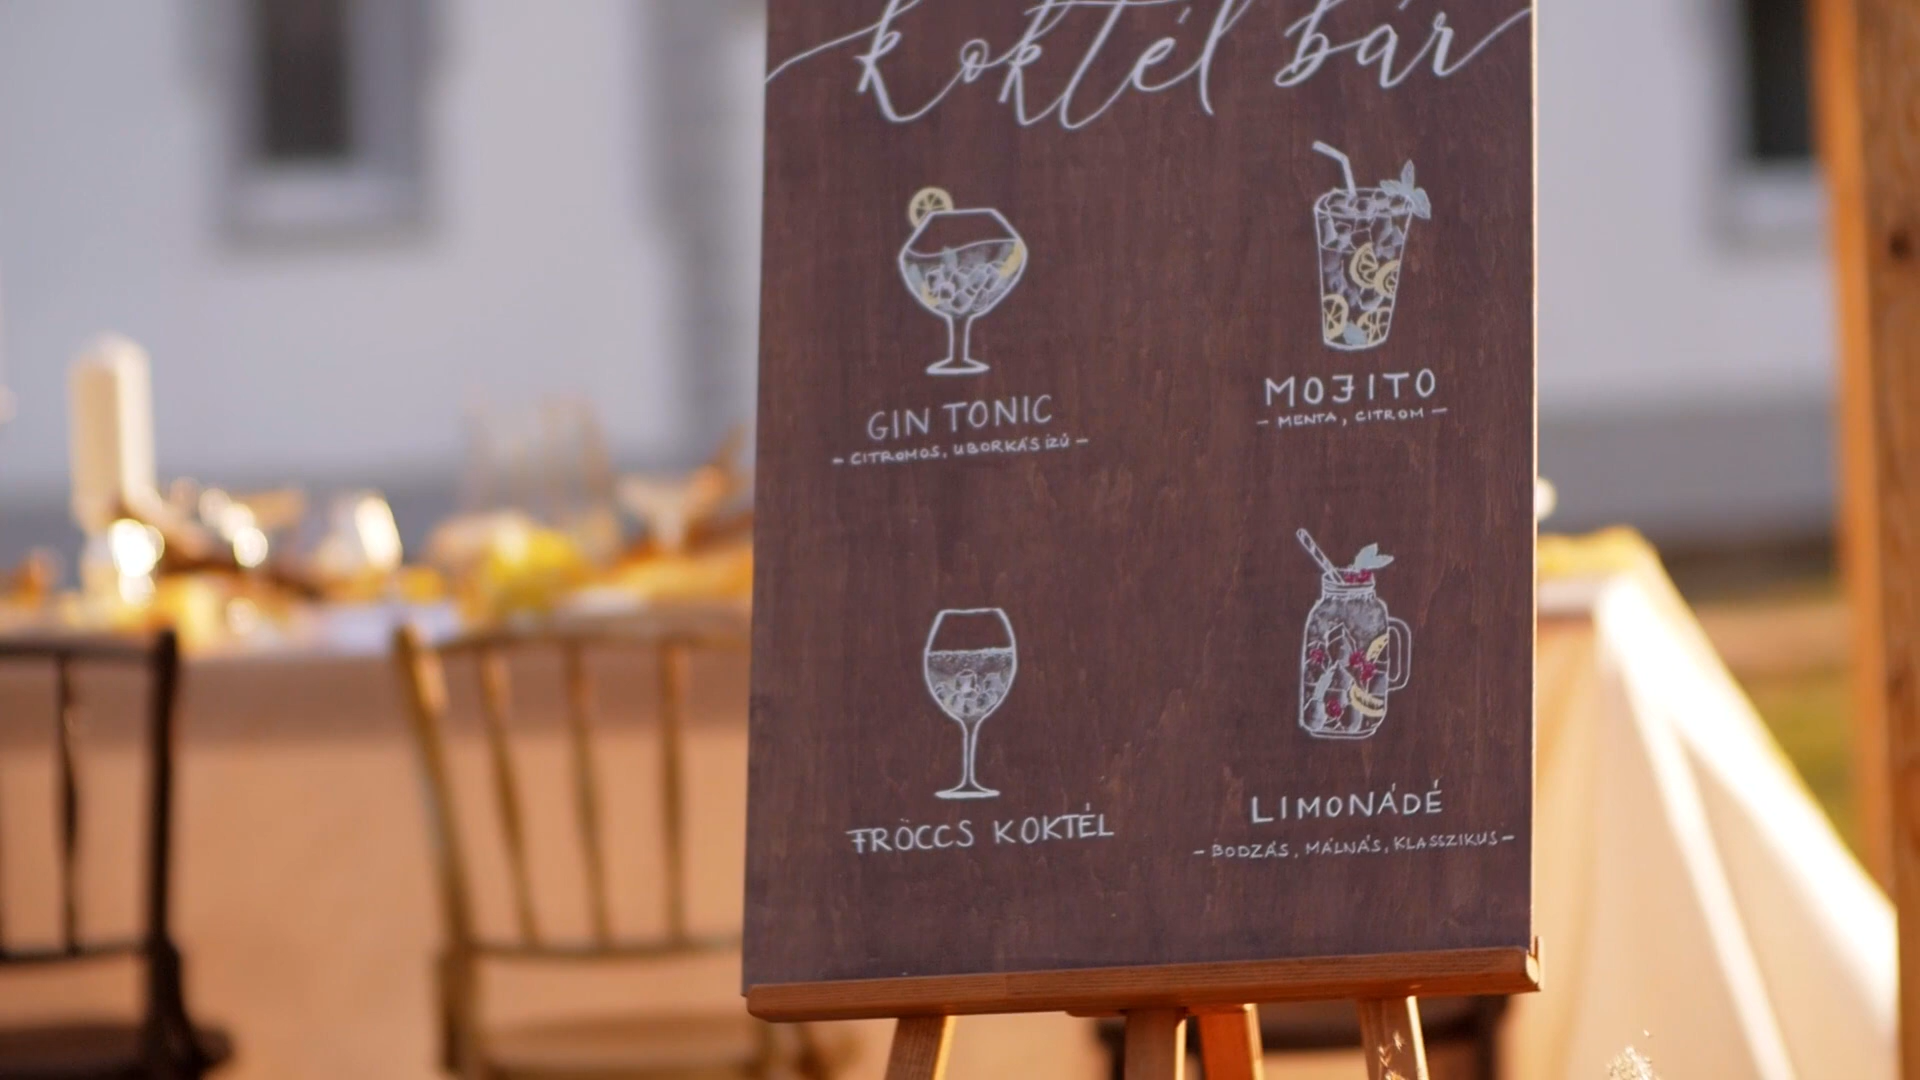 koktél bár
GIN TONIC
- CITROMOS, UBORKÁS ÍZŰ -
MOJITO
- MENTA, CITROM -
FRÖCCS KOKTÉL
LIMONÁDÉ
- BODZÁS, MÁLNÁS, KLASSZIKUS -